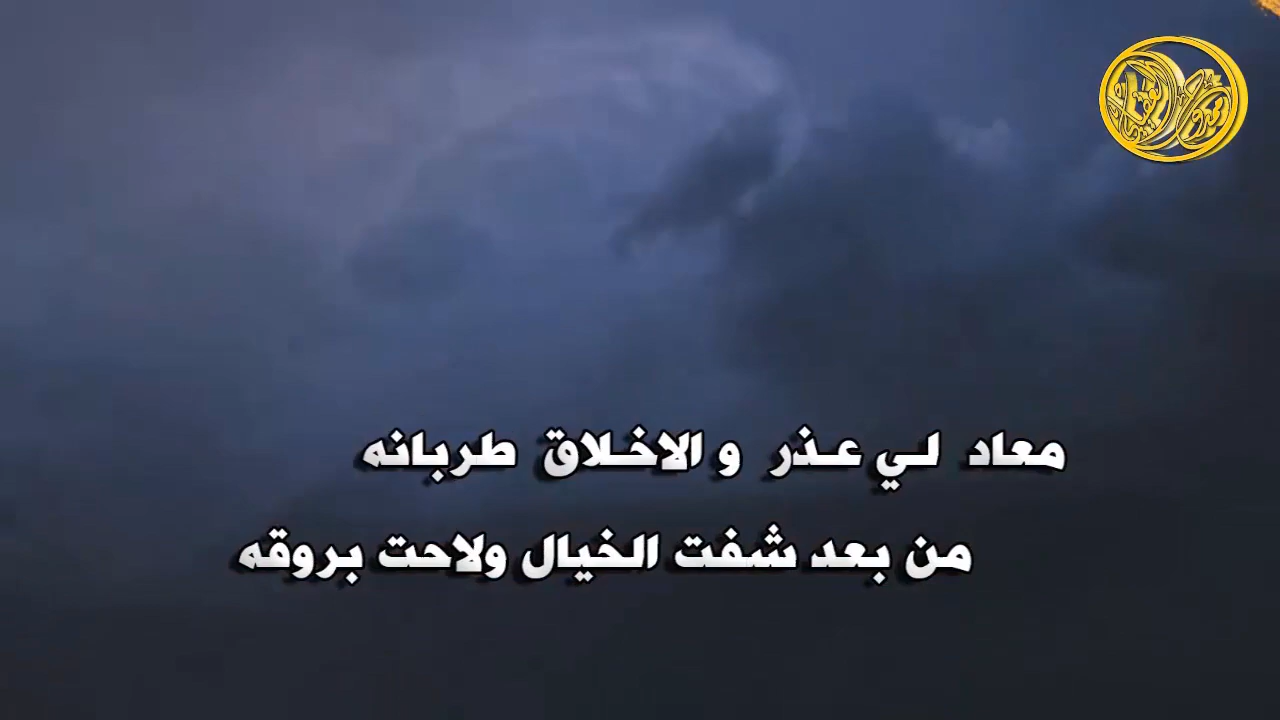 معاد لي عذر و الاخلاق طربانه
من بعد شفت الخيال ولاحت بروقه